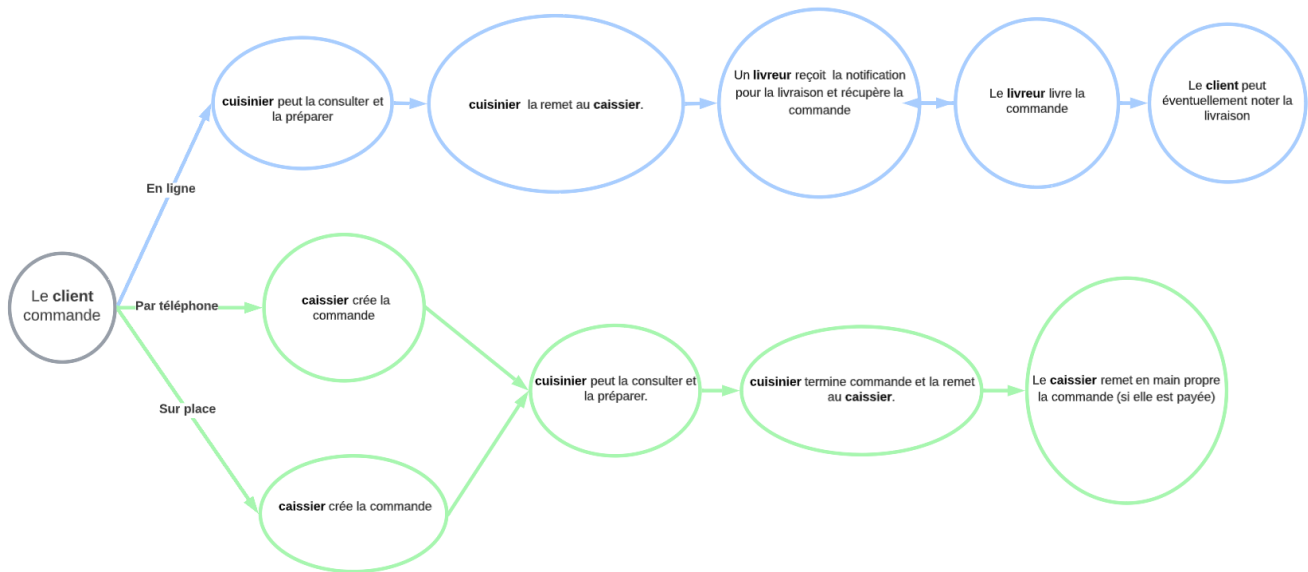 cuisinier peut la consulter et
la préparer
cuisinier la remet au caissier.
Un livreur reçoit la notification
pour la livraison et récupère la
commande
Le livreur livre la
commande
Le client peut
éventuellement noter la
livraison
En ligne
Le client
commande
Par téléphone
caissier crée la
commande
Sur place
caissier crée la commande
cuisinier peut la consulter et
la préparer.
cuisinier termine commande et la remet
au caissier.
Le caissier remet en main propre
la commande (si elle est payée)